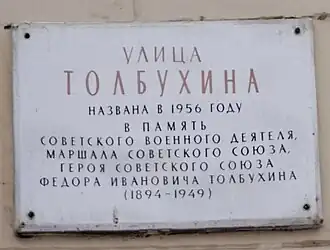 УЛИЦА
ТОЛБУХИНА
НАЗВАНА В 1956 ГОДУ
В ПАМЯТЬ
СОВЕТСКОГО ВОЕННОГО ДЕЯТЕЛЯ,
МАРШАЛА СОВЕТСКОГО СОЮЗА,
ГЕРОЯ СОВЕТСКОГО СОЮЗА
ФЕДОРА ИВАНОВИЧА ТОЛБУХИНА
(1894-1949)